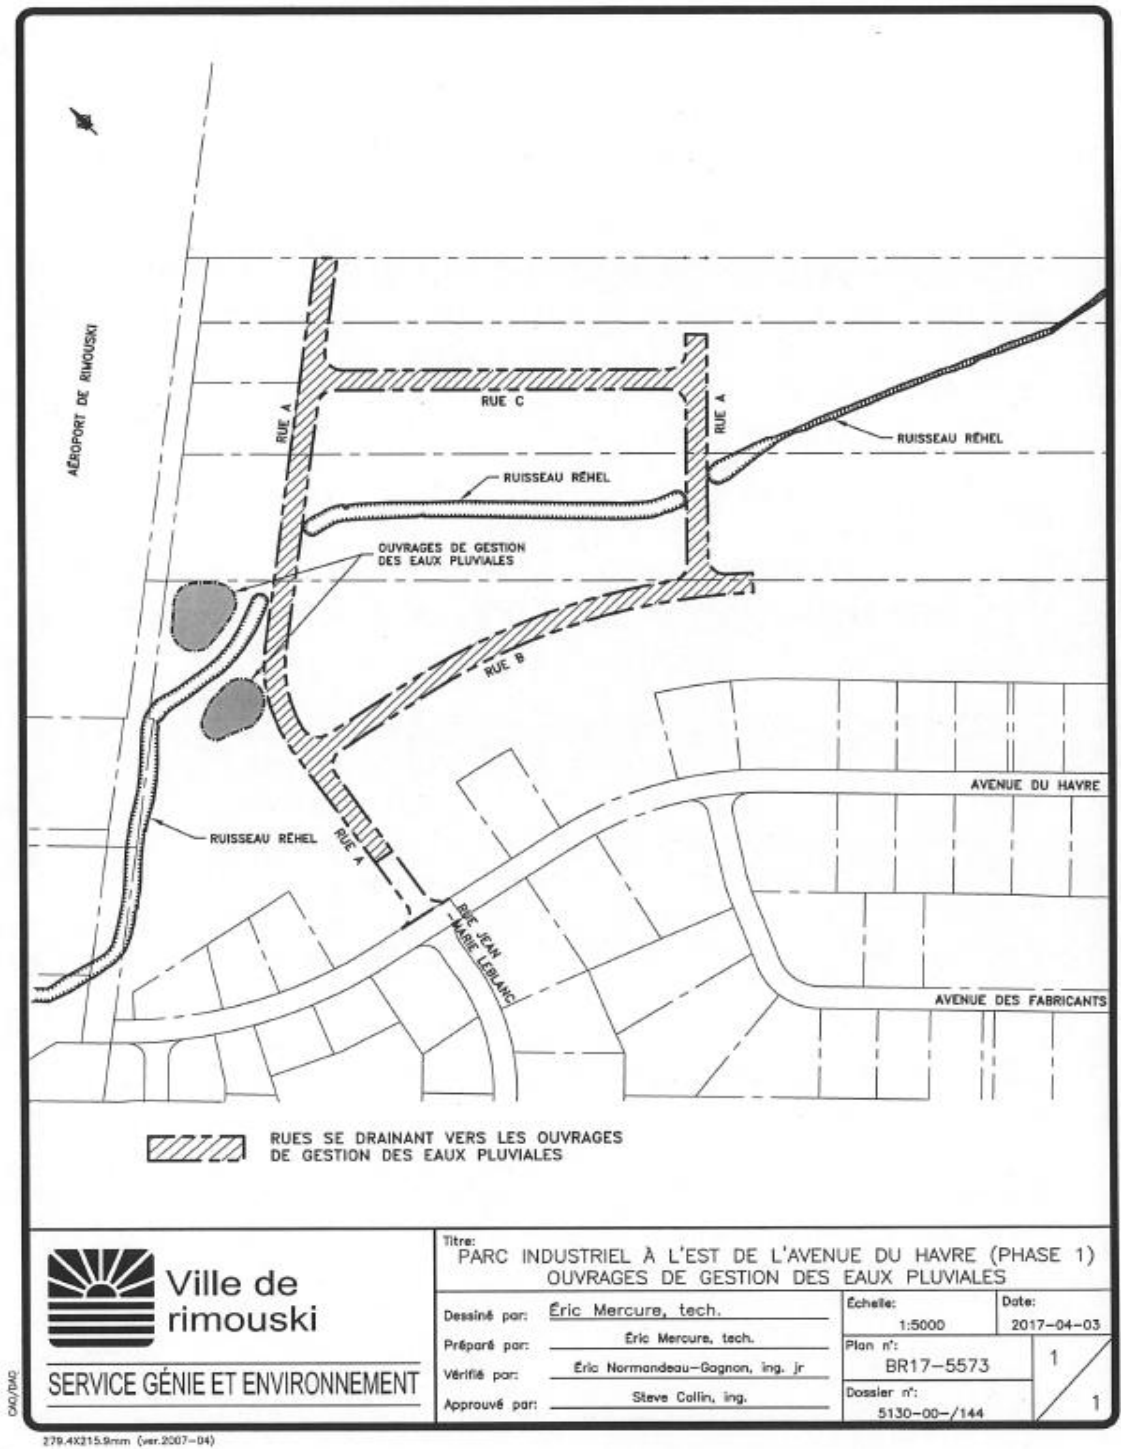 AÉROPORT DE RIMOUSKI
RUE A
RUE C
RUE A
RUISSEAU RÉHEL
RUISSEAU RÉHEL
OUVRAGES DE GESTION
DES EAUX PLUVIALES
RUE B
AVENUE DU HAVRE
RUISSEAU RÉHEL
RUE A
RUE JEAN
-MARIE LEBLANC
AVENUE DES FABRICANTS
RUES SE DRAINANT VERS LES OUVRAGES
DE GESTION DES EAUX PLUVIALES
Ville de
rimouski
SERVICE GÉNIE ET ENVIRONNEMENT
Titre:
PARC INDUSTRIEL À L'EST DE L'AVENUE DU HAVRE (PHASE 1)
OUVRAGES DE GESTION DES EAUX PLUVIALES
Dessiné par: Éric Mercure, tech.
Préparé par: Éric Mercure, tech.
Vérifié par: Éric Normandeau-Gagnon, ing. jr
Approuvé par: Steve Collin, ing.
Échelle:
1:5000
Date:
2017-04-03
Plan n°:
BR17-5573
Dossier n°:
5130-00-/144
1
1
CAO/DAO
279.4X215.9mm (ver.2007-04)